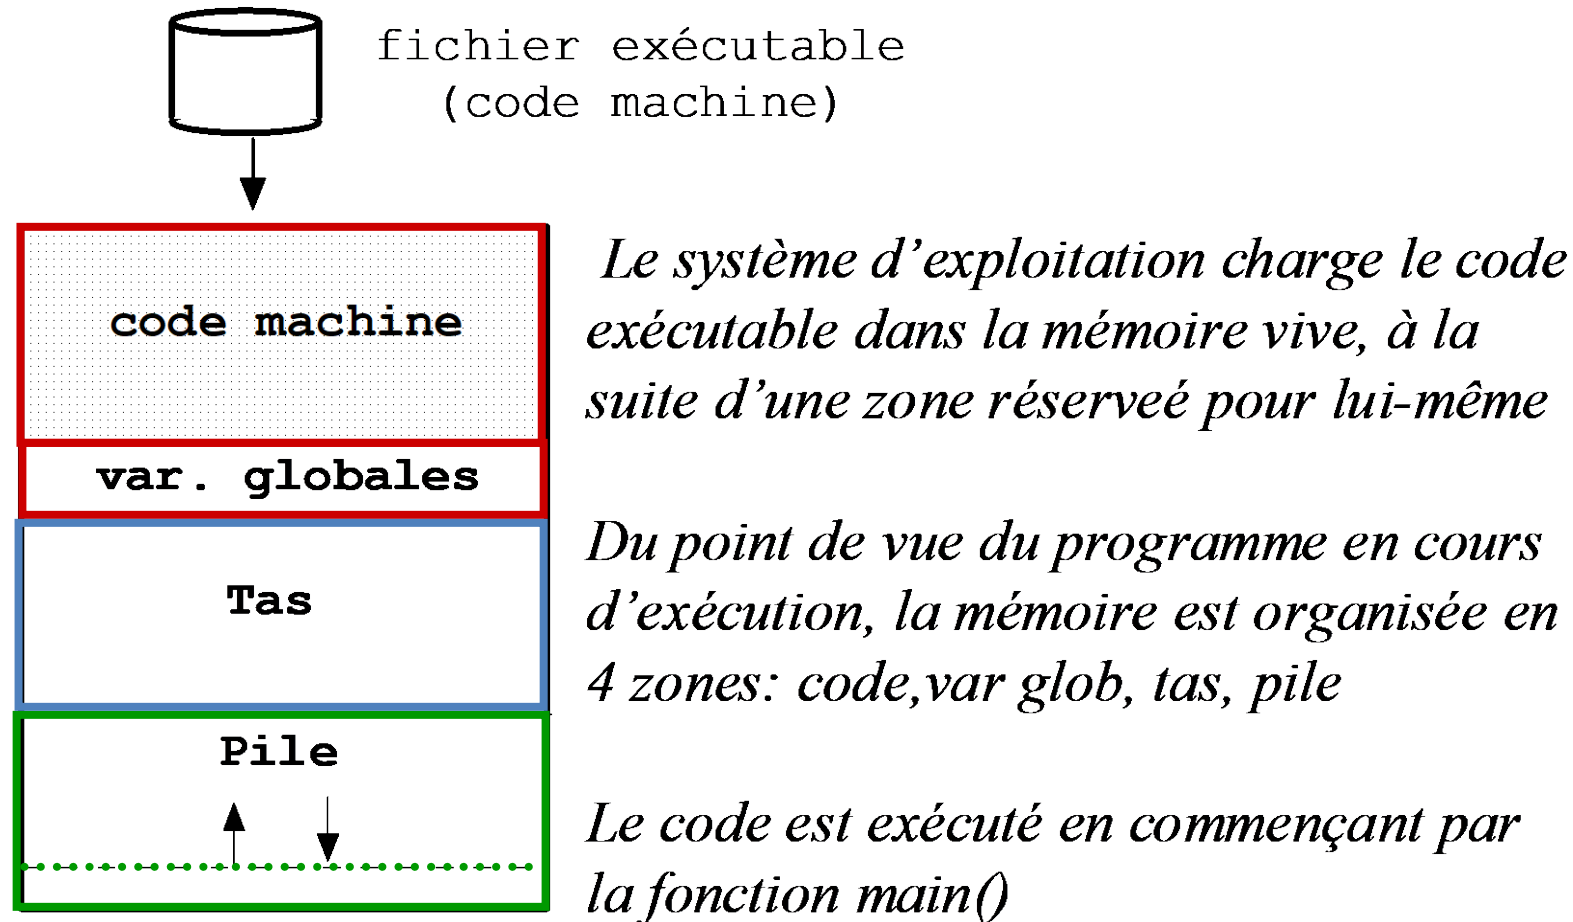 fichier exécutable
(code machine)
code machine
var. globales
Tas
Pile
Le système d’exploitation charge le code
exécutable dans la mémoire vive, à la
suite d’une zone réserveé pour lui-même
Du point de vue du programme en cours
d’exécution, la mémoire est organisée en
4 zones: code,var glob, tas, pile
Le code est exécuté en commençant par
la fonction main()